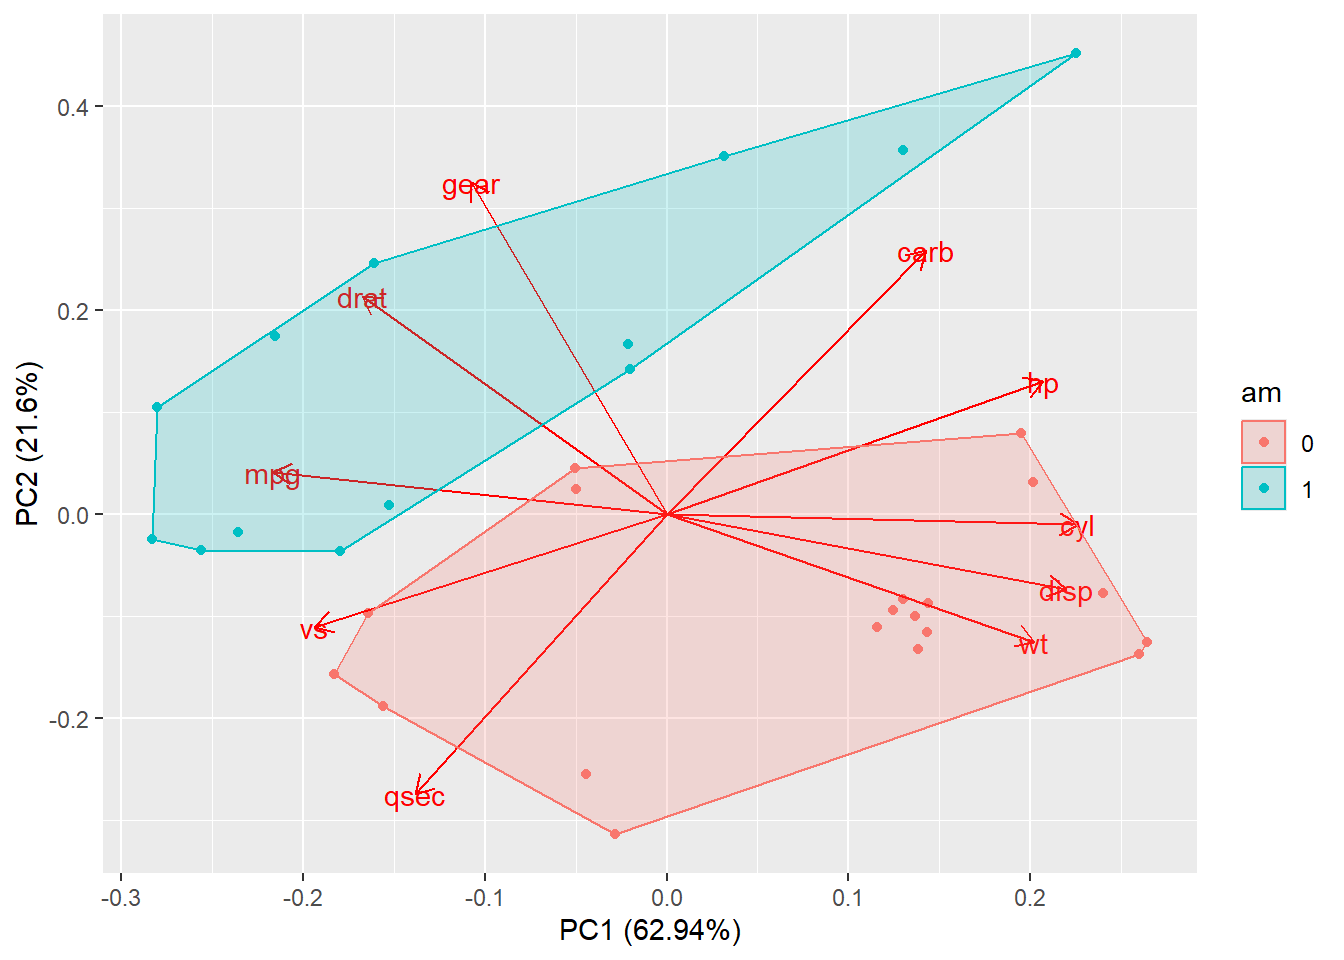 0.4
0.2
0.0
-0.2
PC2 (21.6%)
gear
carb
drat
hp
mpg
cyl
disp
vs
wt
qsec
-0.3
-0.2
-0.1
0.0
0.1
0.2
PC1 (62.94%)
am
0
1